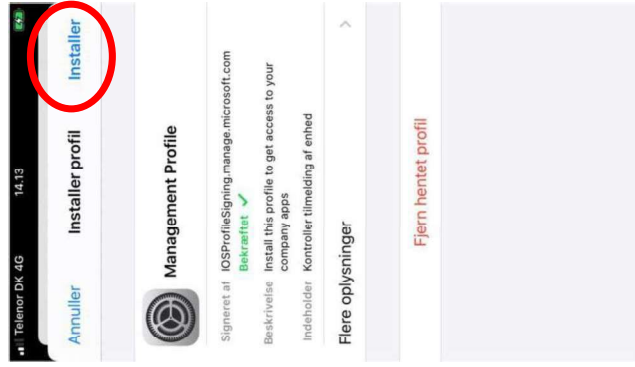 Telenor DK 4G 14.13
Annuller Installer profil Installer
Management Profile
Signeret af IOSProfileSigning.manage.microsoft.com
Bekræftet ✓
Beskrivelse Install this profile to get access to your
company apps
Indeholder Kontroller tilmelding af enhed
Flere oplysninger
Fjern hentet profil